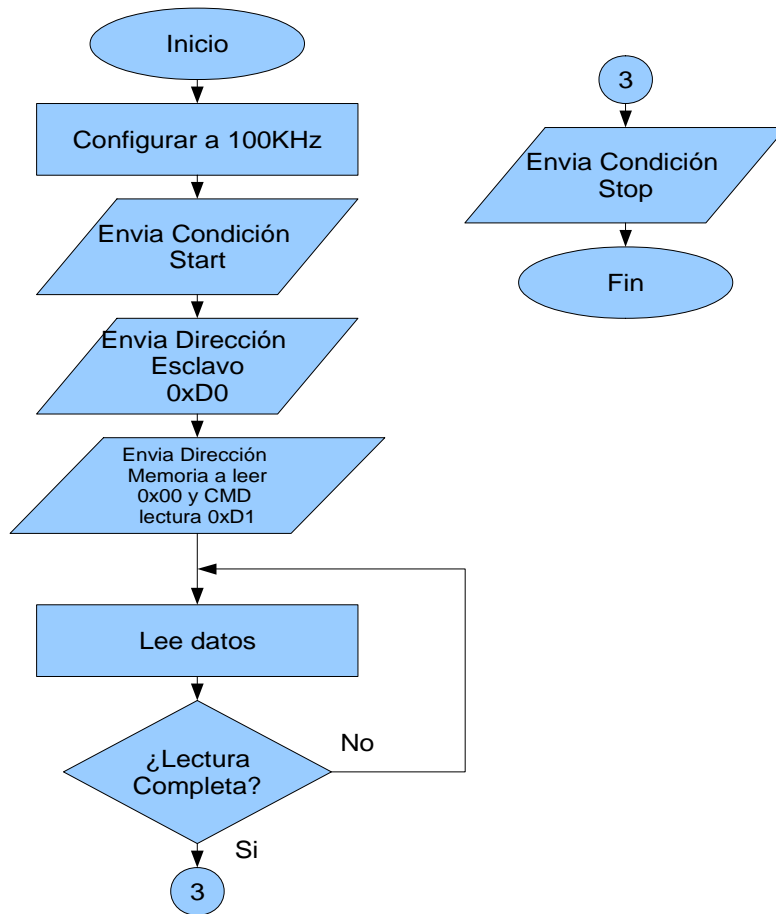 Inicio
Configurar a 100KHz
Envia Condición
Start
Envia Dirección
Esclavo
0xD0
Envia Dirección
Memoria a leer
0x00 y CMD
lectura 0xD1
Lee datos
¿Lectura
Completa?
No
Si
3
3
Envia Condición
Stop
Fin